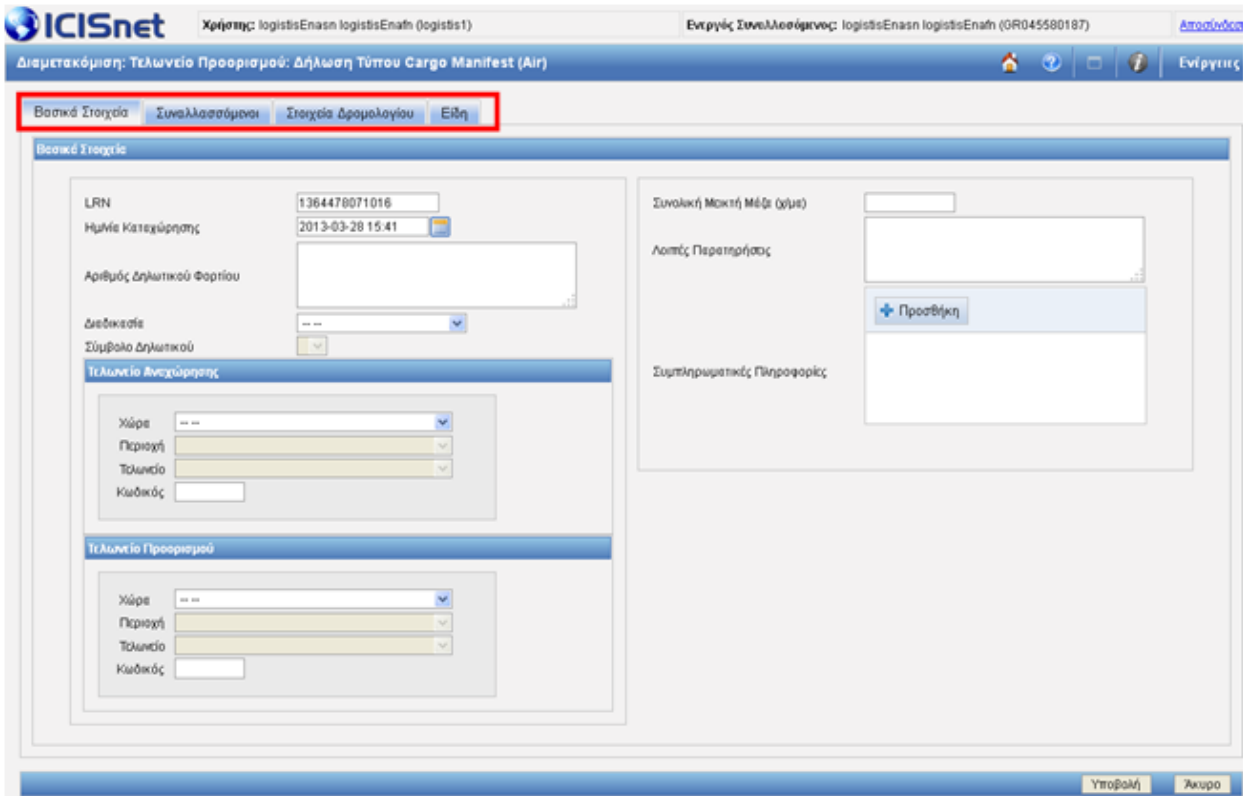 ICISnet Χρήστης: logistisEnasn logistisEnafn (logistis1) Ενεργός Συναλλασσόμενος: logistisEnasn logistisEnafn (GR045580187) Αποσύνδεση
Διαμετακόμιση: Τελωνείο Προορισμού: Δήλωση Τύπου Cargo Manifest (Air) Ενέργειες
Βασικά Στοιχεία Συναλλασσόμενοι Στοιχεία Δρομολογίου Είδη
Βασικά Στοιχεία
LRN 1364478071016
Ημ/νία Καταχώρησης 2013-03-28 15:41
Αριθμός Δηλωτικού Φορτίου
Διαδικασία -- --
Σύμβολο Δηλωτικού
Τελωνείο Αναχώρησης
Χώρα -- --
Περιοχή
Τελωνείο
Κωδικός
Τελωνείο Προορισμού
Χώρα -- --
Περιοχή
Τελωνείο
Κωδικός
Συνολική Μεικτή Μάζα (χ/μα)
Λοιπές Παρατηρήσεις
Προσθήκη
Συμπληρωματικές Πληροφορίες
Υποβολή Άκυρο